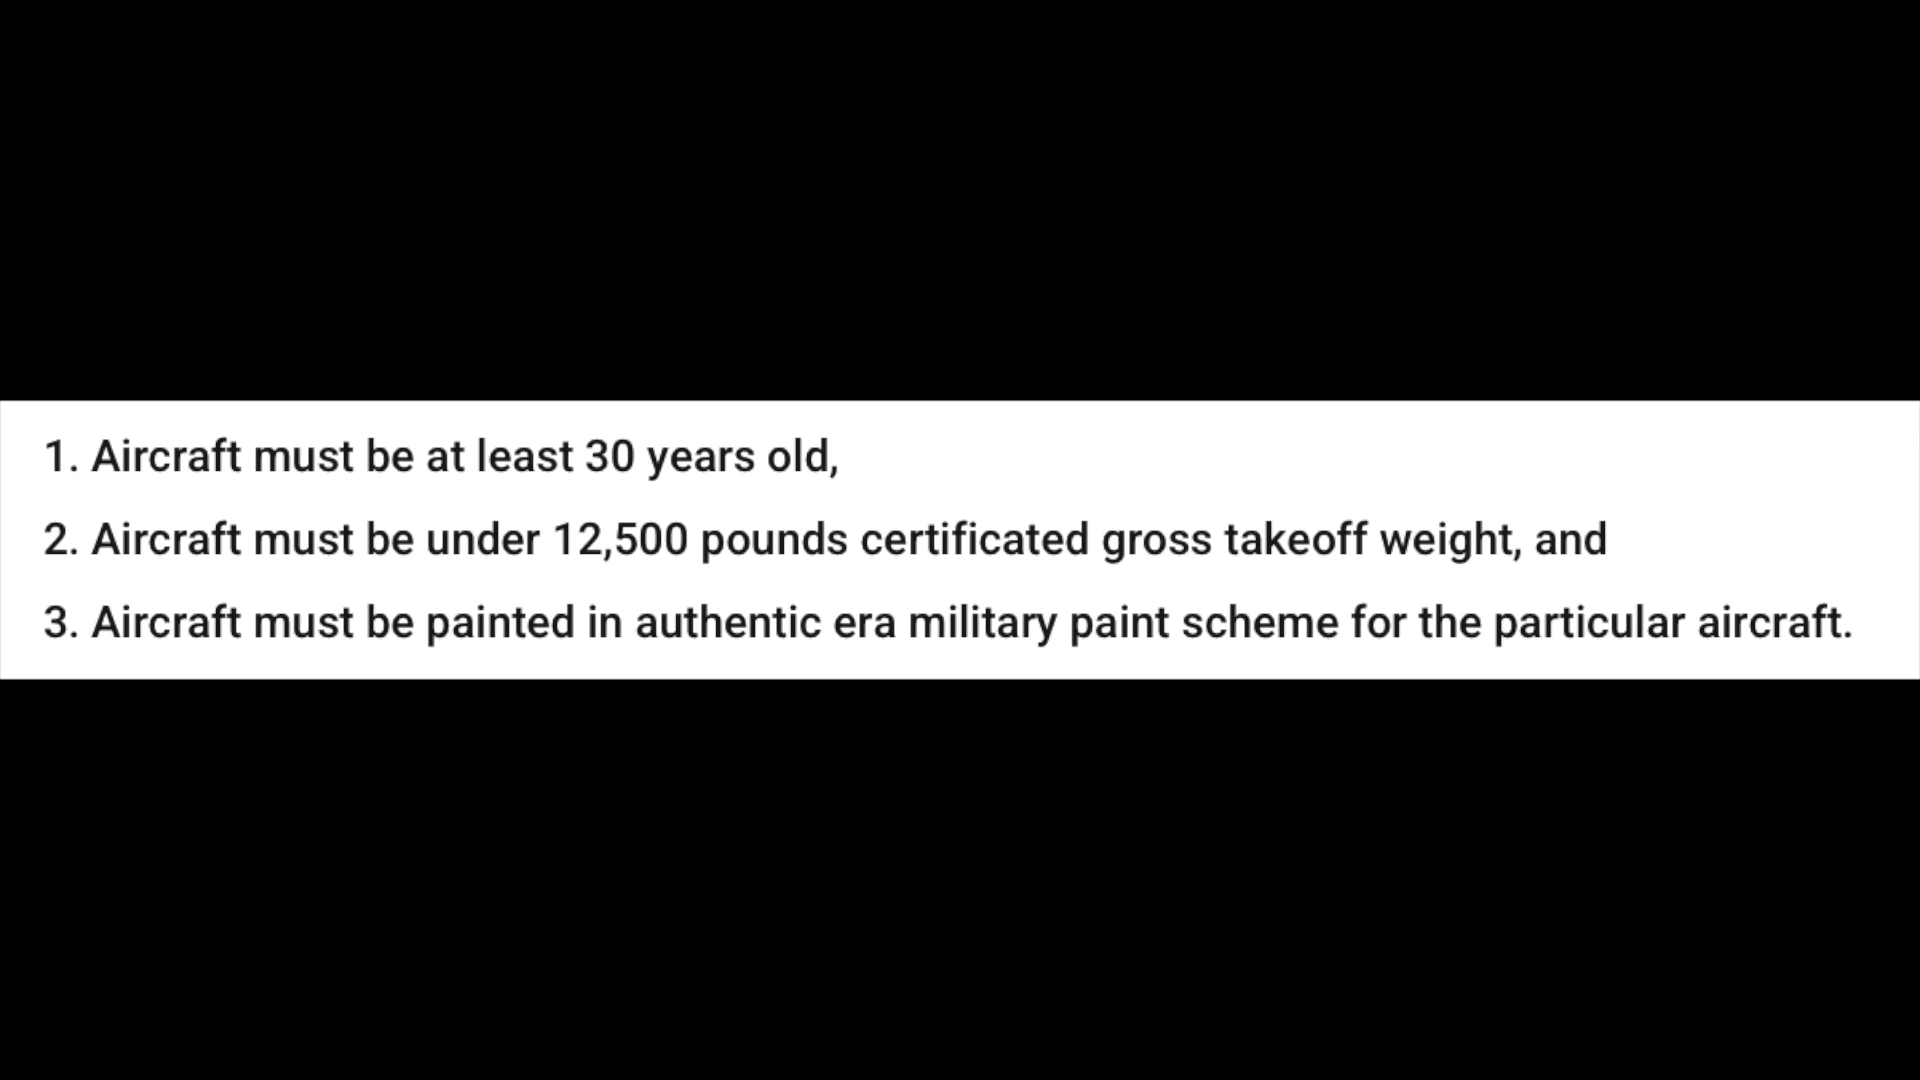 1. Aircraft must be at least 30 years old,
2. Aircraft must be under 12,500 pounds certificated gross takeoff weight, and
3. Aircraft must be painted in authentic era military paint scheme for the particular aircraft.